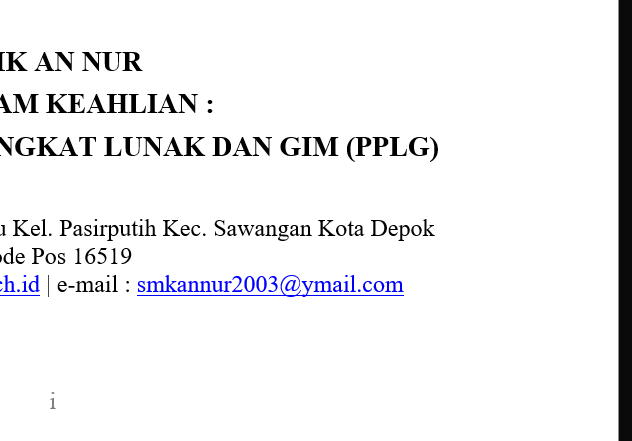 IK AN NUR
AM KEAHLIAN :
NGKAT LUNAK DAN GIM (PPLG)
u Kel. Pasirputih Kec. Sawangan Kota Depok
ode Pos 16519
ch.id | e-mail : smkannur2003@ymail.com
i